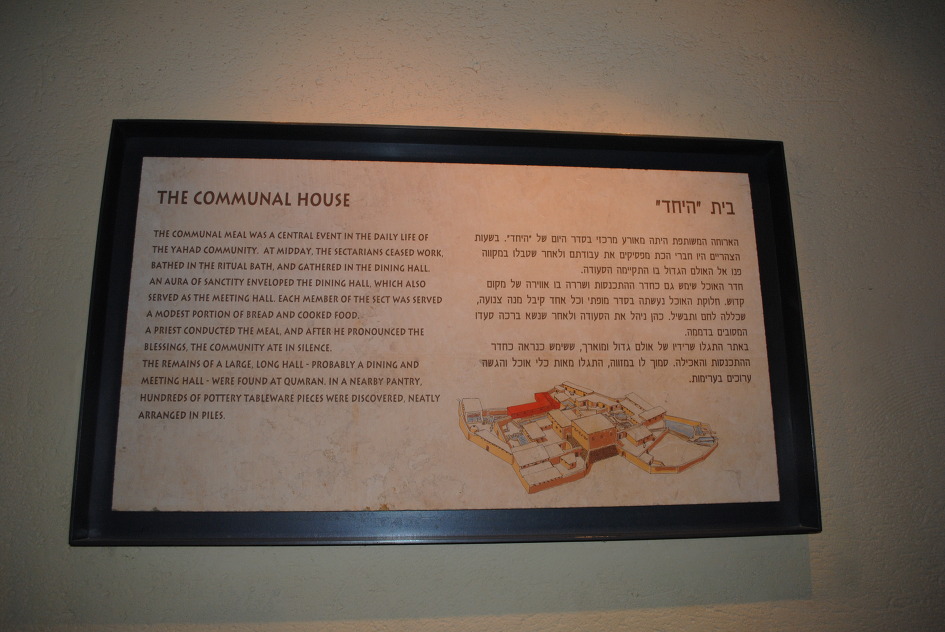 THE COMMUNAL HOUSE
THE COMMUNAL MEAL WAS A CENTRAL EVENT IN THE DAILY LIFE OF
THE YAHAD COMMUNITY. AT MIDDAY, THE SECTARIANS CEASED WORK,
BATHED IN THE RITUAL BATH, AND GATHERED IN THE DINING HALL.
AN AURA OF SANCTITY ENVELOPED THE DINING HALL, WHICH ALSO
SERVED AS THE MEETING HALL. EACH MEMBER OF THE SECT WAS SERVED
A MODEST PORTION OF BREAD AND COOKED FOOD.
A PRIEST CONDUCTED THE MEAL, AND AFTER HE PRONOUNCED THE
BLESSINGS, THE COMMUNITY ATE IN SILENCE.
THE REMAINS OF A LARGE, LONG HALL - PROBABLY A DINING AND
MEETING HALL - WERE FOUND AT QUMRAN. IN A NEARBY PANTRY,
HUNDREDS OF POTTERY TABLEWARE PIECES WERE DISCOVERED, NEATLY
ARRANGED IN PILES.
בית "היחד"
הארוחה המשותפת היתה מאורע מרכזי בסדר היום של "היחד". בשעות
הצהריים היו חברי הכת מפסיקים את עבודתם ולאחר שטבלו במקווה
פנו אל האולם הגדול בו התקיימה הסעודה.
חדר האוכל שימש גם כחדר ההתכנסות ושררה בו אווירה של מקום
קדוש. חלוקת האוכל נעשתה בסדר מופתי וכל אחד קיבל מנה צנועה,
שכללה לחם ותבשיל. כהן ניהל את הסעודה ולאחר שנשא ברכה סעדו
המסובים בדממה.
באתר התגלו שרידיו של אולם גדול ומוארך, ששימש כנראה כחדר
ההתכנסות והאכילה. סמוך לו במזווה, התגלו מאות כלי אוכל והגשה
ערוכים בערימות.